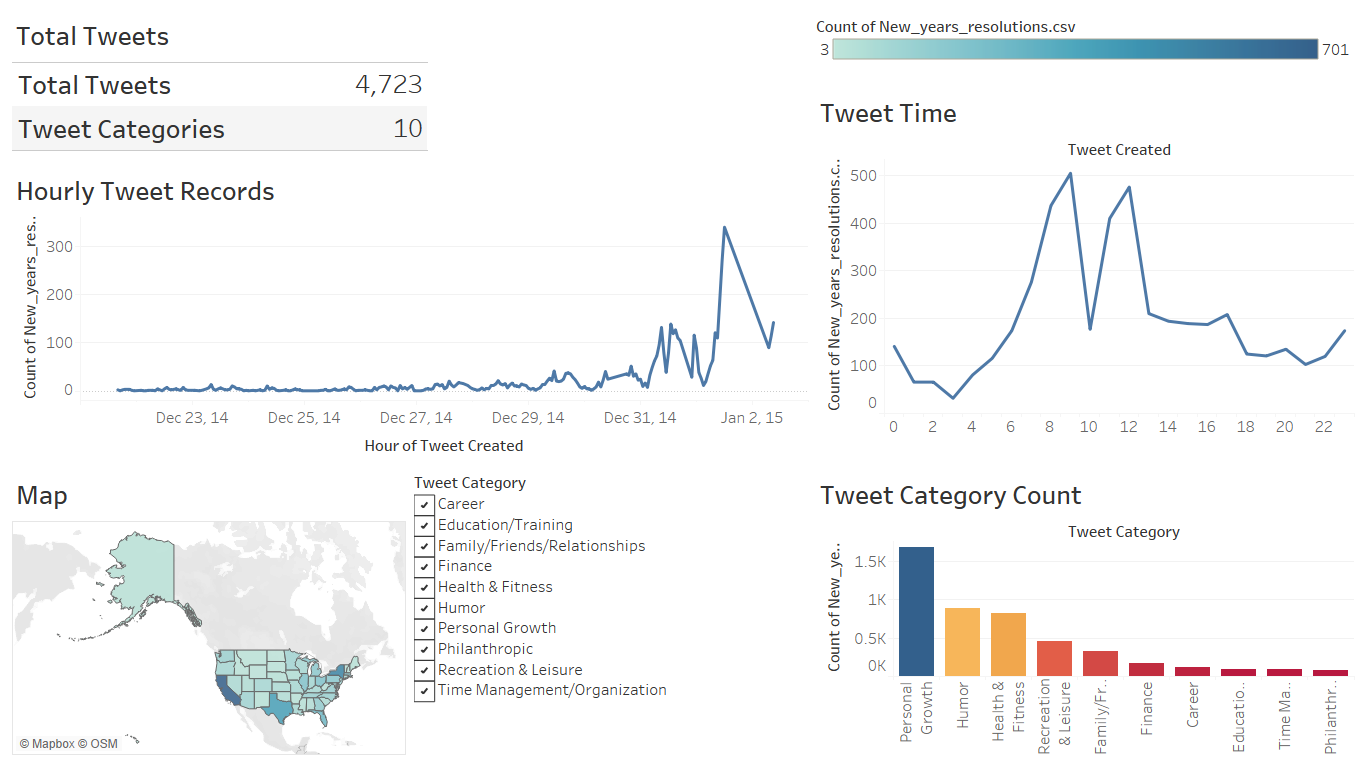 Total Tweets
Total Tweets 4,723
Tweet Categories 10
Count of New_years_resolutions.csv
3 701
Hourly Tweet Records
Count of New_years_res..
300
200
100
0
Dec 23, 14 Dec 25, 14 Dec 27, 14 Dec 29, 14 Dec 31, 14 Jan 2, 15
Hour of Tweet Created
Tweet Time
Tweet Created
Count of New_years_resolutions.c..
500
400
300
200
100
0
0 2 4 6 8 10 12 14 16 18 20 22
Map
© Mapbox © OSM
Tweet Category
Career
Education/Training
Family/Friends/Relationships
Finance
Health & Fitness
Humor
Personal Growth
Philanthropic
Recreation & Leisure
Time Management/Organization
Tweet Category Count
Tweet Category
Count of New_ye..
1.5K
1K
0.5K
0K
Personal
Growth
Humor
Health &
Fitness
Recreation
& Leisure
Family/Fr..
Finance
Career
Educatio..
Time Ma..
Philanthr..